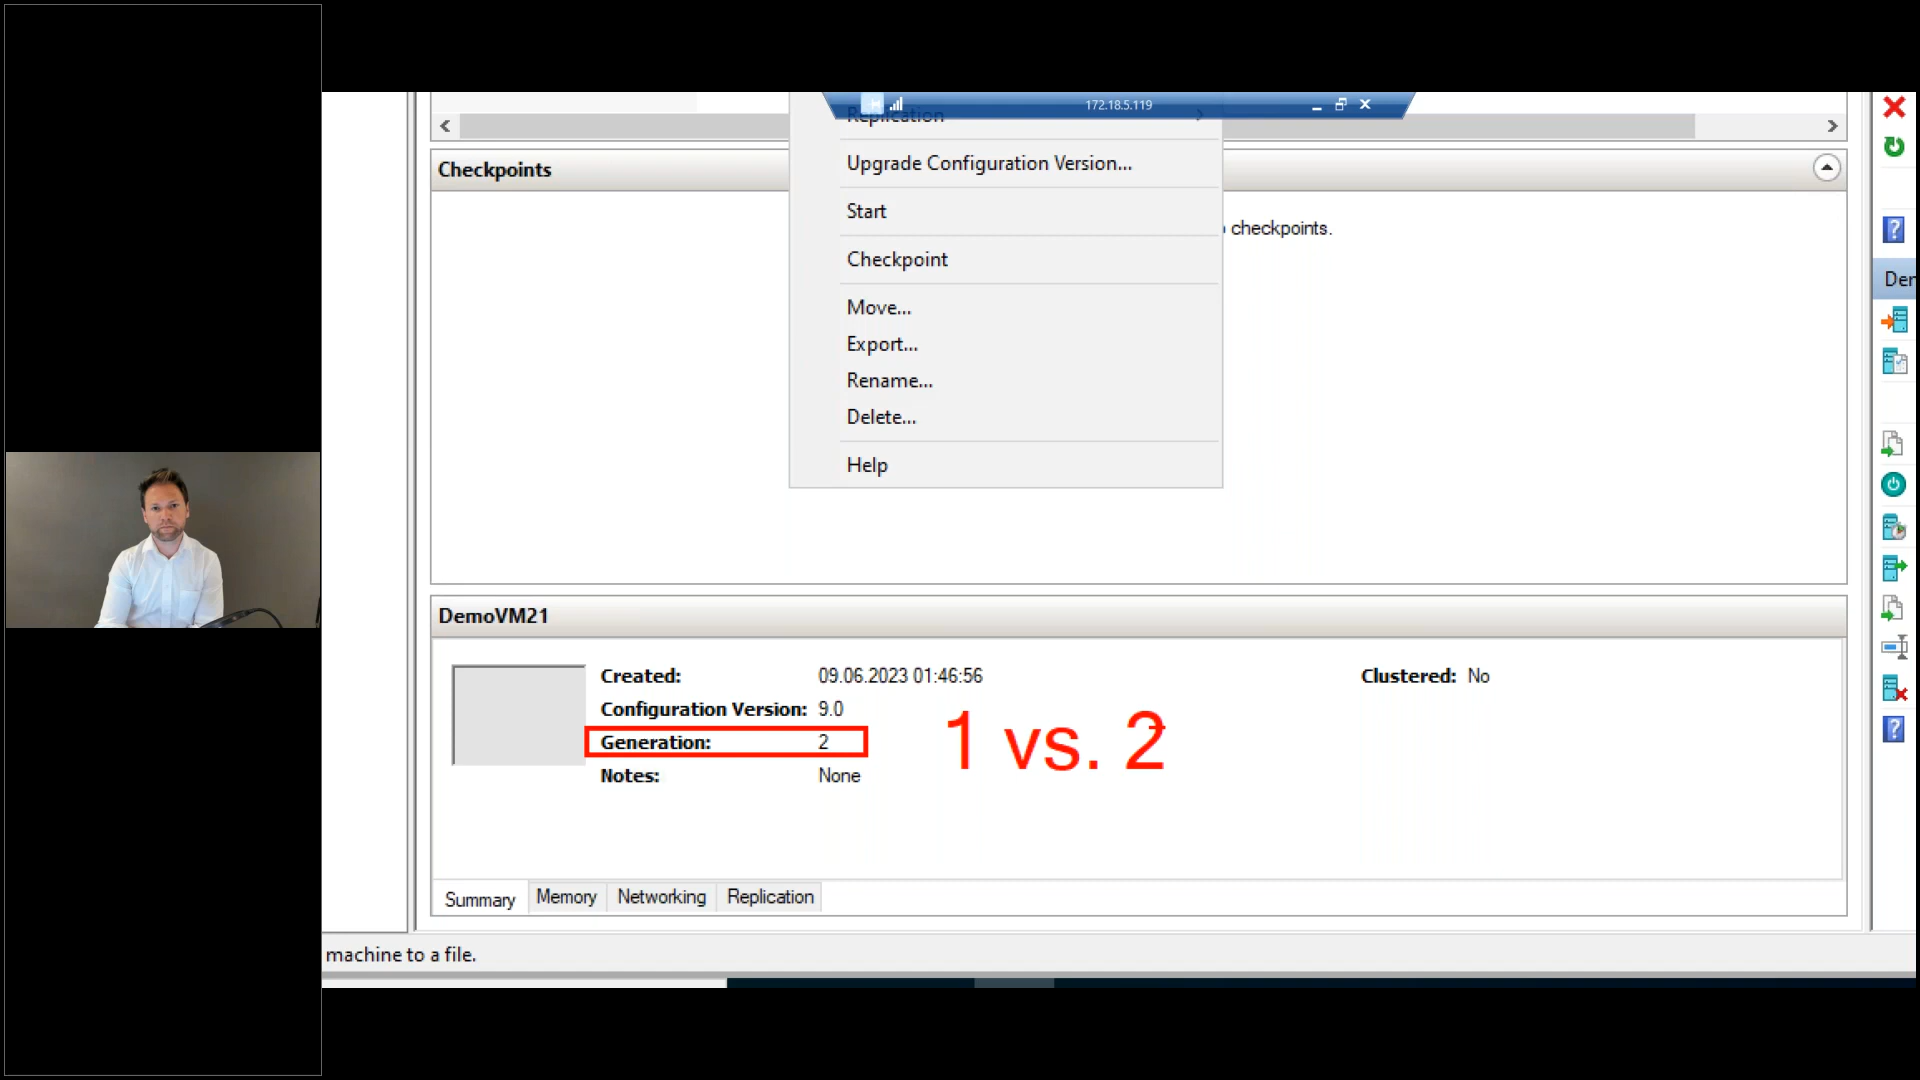 172.18.5.119
Replication
Upgrade Configuration Version...
Checkpoints
Start
checkpoints.
Checkpoint
Der
Move...
Export...
Rename...
Delete...
Help
DemoVM21
Created: 09.06.2023 01:46:56 Clustered: No
Configuration Version: 9.0
Generation: 2
1 vs. 2
Notes: None
Summary Memory Networking Replication
machine to a file.